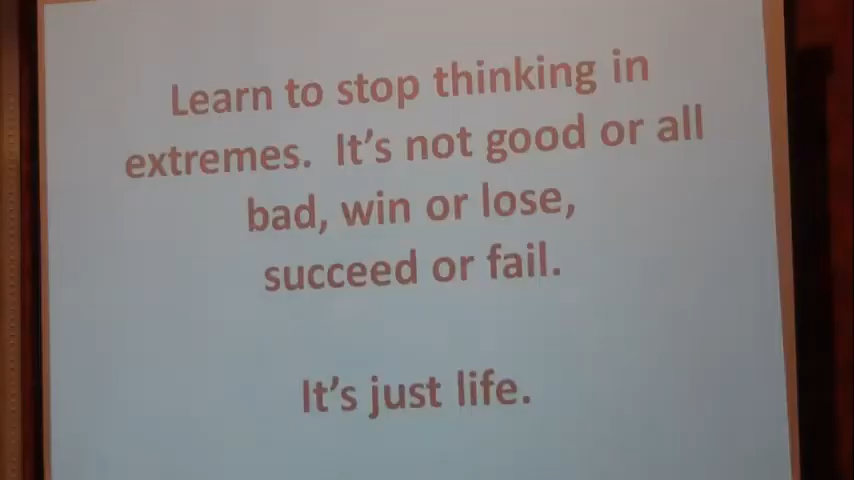 Learn to stop thinking in
extremes. It's not good or all
bad, win or lose,
succeed or fail.
It's just life.